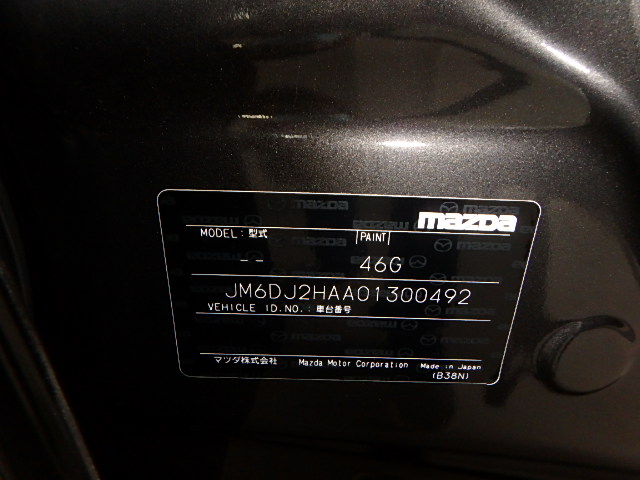 mazda
MODEL: 型式 PAINT
-- 46G
JM6DJ2HAA01300492
VEHICLE ID.NO.: 車台番号
マツダ株式会社 Mazda Motor Corporation Made in Japan
(B38N)